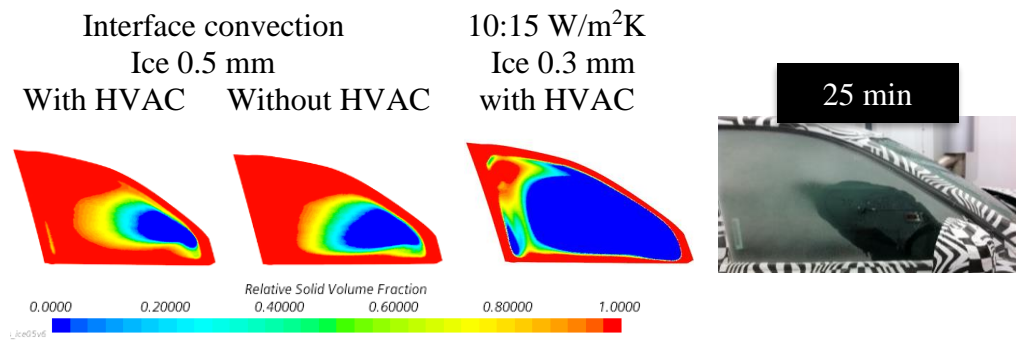 Interface convection
Ice 0.5 mm
With HVAC
Without HVAC
10:15 W/m²K
Ice 0.3 mm
with HVAC
25 min
Relative Solid Volume Fraction
0.0000 0.20000 0.40000 0.60000 0.80000 1.0000